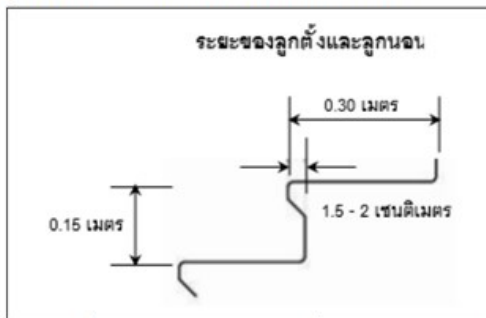 ระยะของลูกตั้งและลูกนอน
0.30 เมตร
0.15 เมตร
1.5 - 2 เซนติเมตร